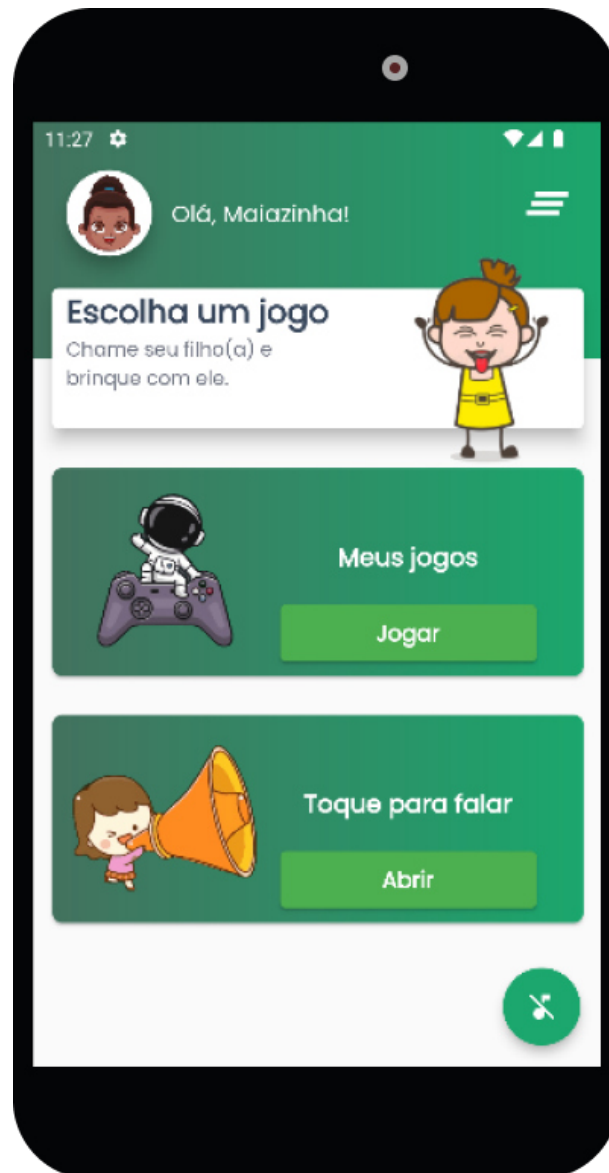 11:27
Olá, Maiazinha!
Escolha um jogo
Chame seu filho(a) e
brinque com ele.
Meus jogos
Jogar
Toque para falar
Abrir